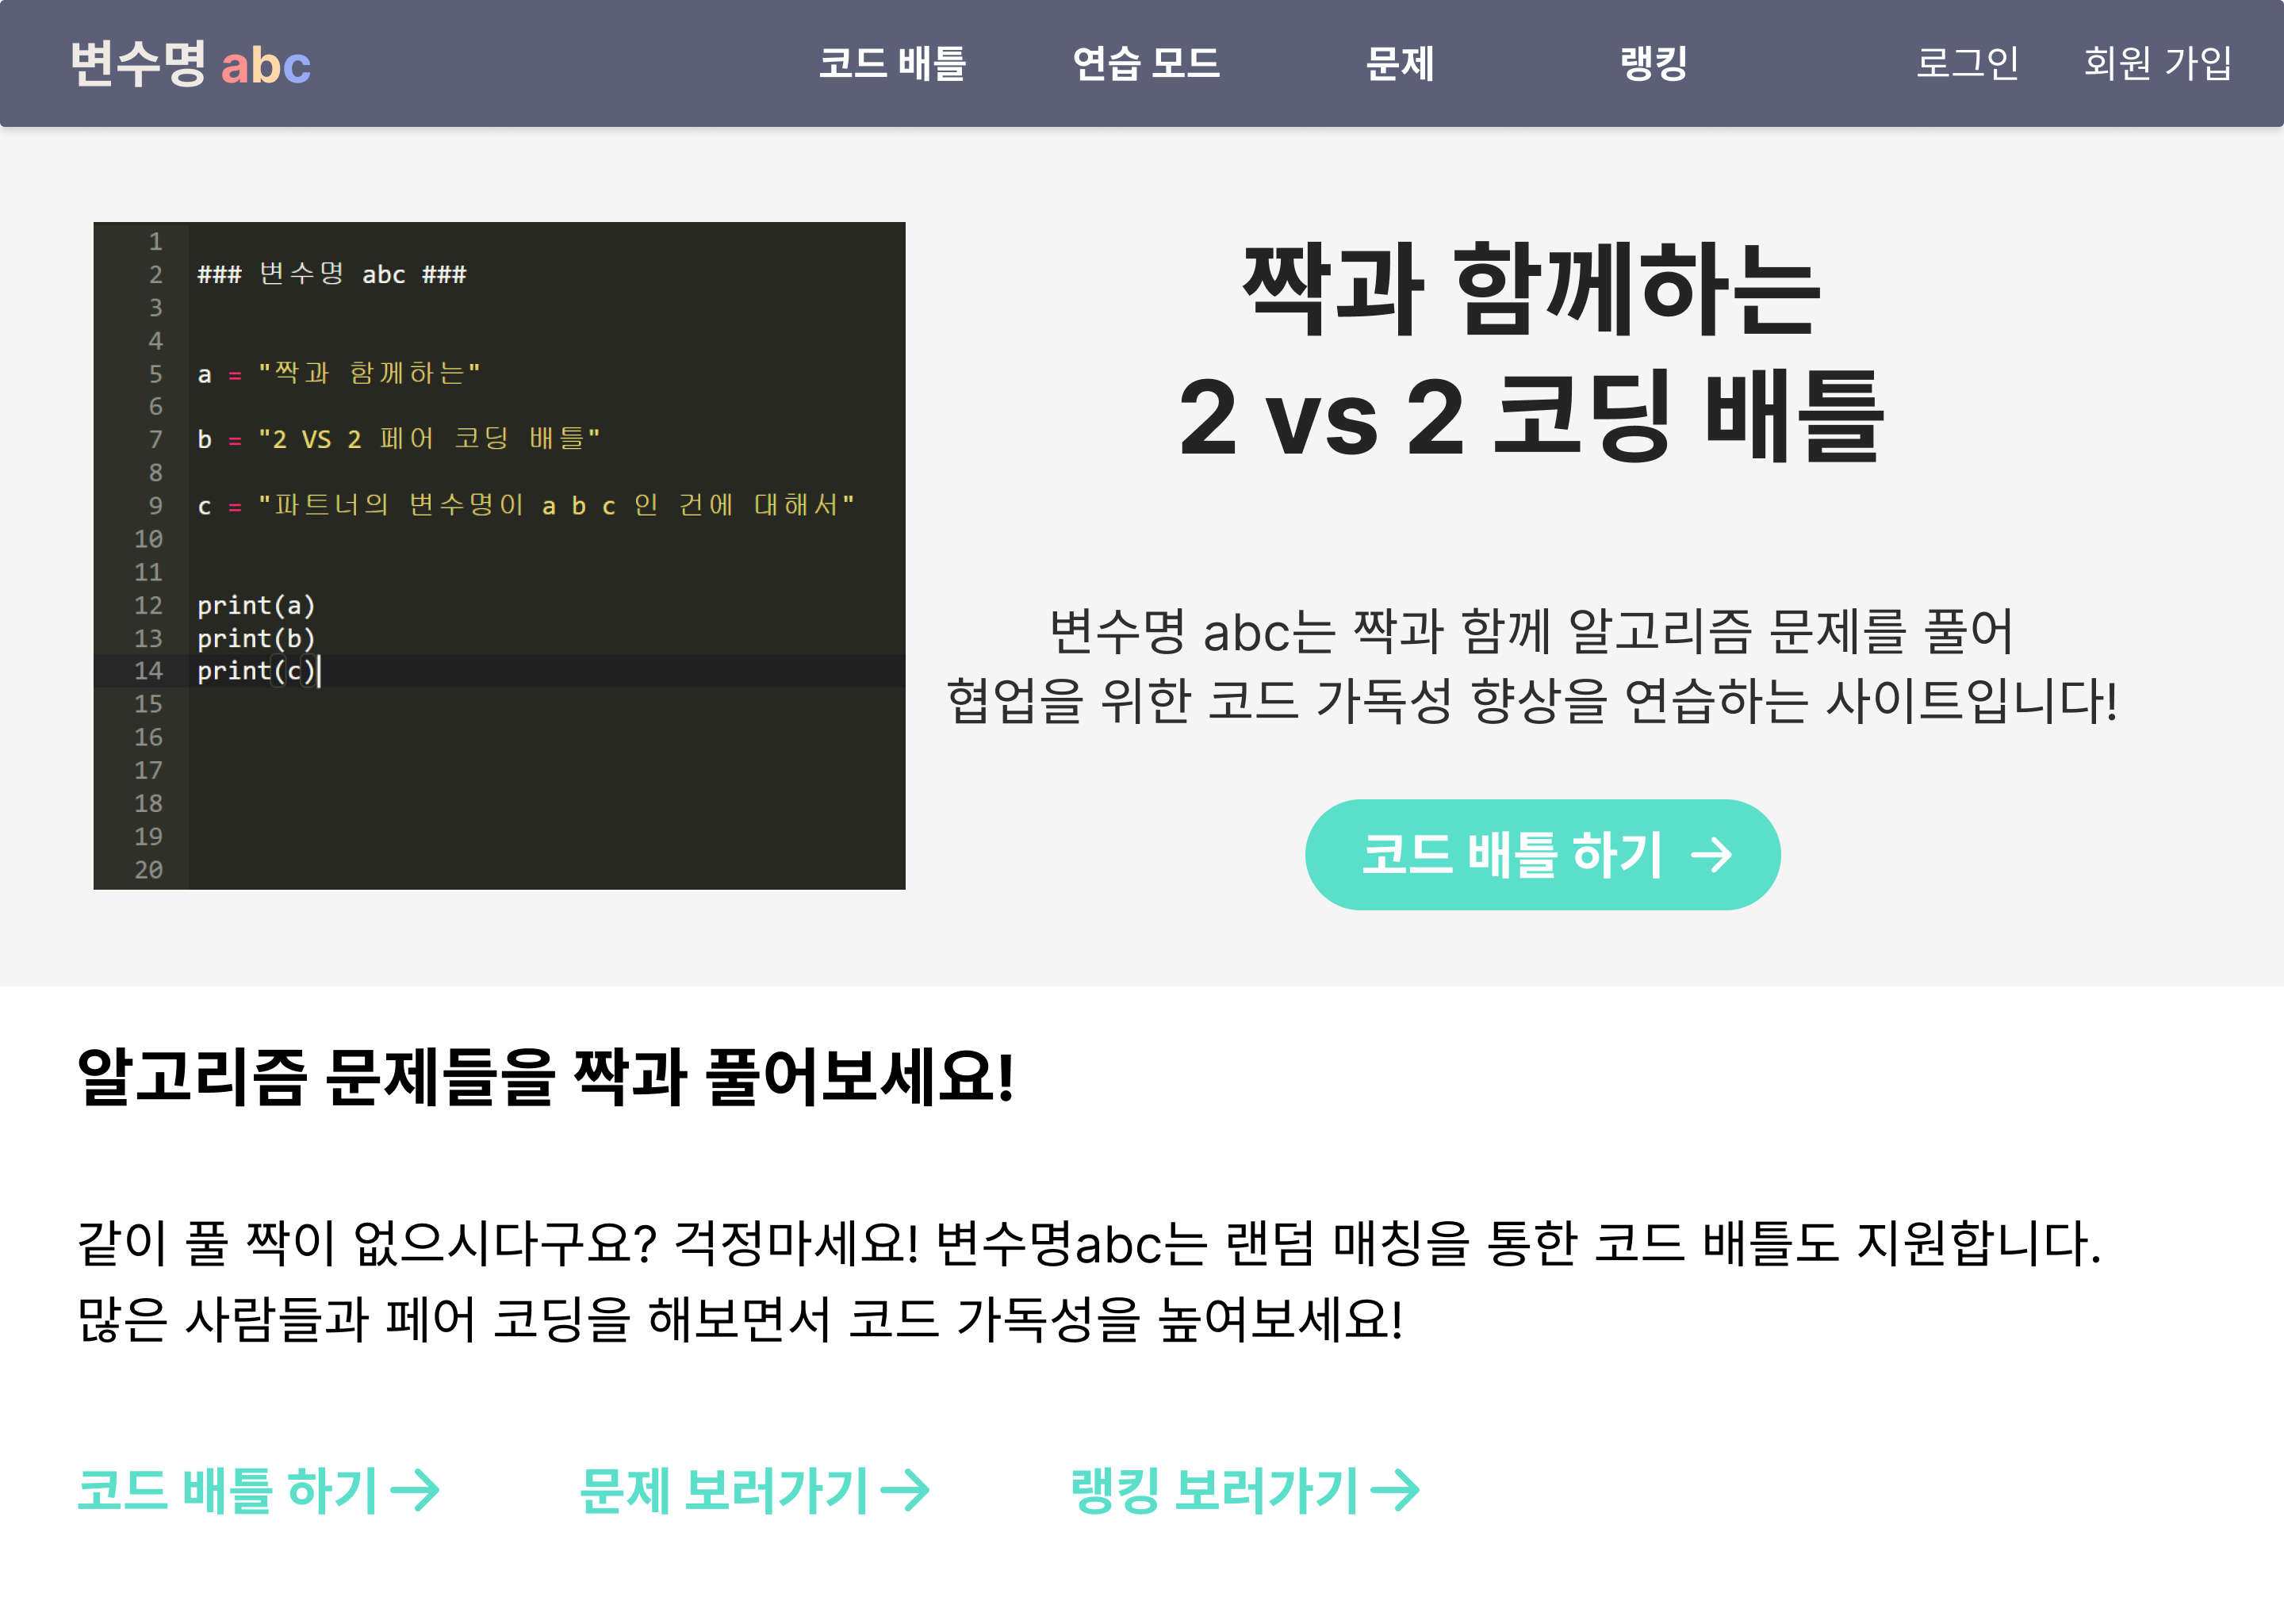 변수명 abc 코드 배틀 연습 모드 문제 랭킹 로그인 회원 가입
1
2 ### 변수명 abc ###
3
4
5 a = "짝과 함께하는"
6
7 b = "2 VS 2 페어 코딩 배틀"
8
9 c = "파트너의 변수명이 a b c 인 건에 대해서"
10
11
12 print(a)
13 print(b)
14 print(c)
15
16
17
18
19
20
짝과 함께하는
2 vs 2 코딩 배틀
변수명 abc는 짝과 함께 알고리즘 문제를 풀어
협업을 위한 코드 가독성 향상을 연습하는 사이트입니다!
코드 배틀 하기 →
알고리즘 문제들을 짝과 풀어보세요!
같이 풀 짝이 없으시다구요? 걱정마세요! 변수명abc는 랜덤 매칭을 통한 코드 배틀도 지원합니다.
많은 사람들과 페어 코딩을 해보면서 코드 가독성을 높여보세요!
코드 배틀 하기→ 문제 보러가기→ 랭킹 보러가기→